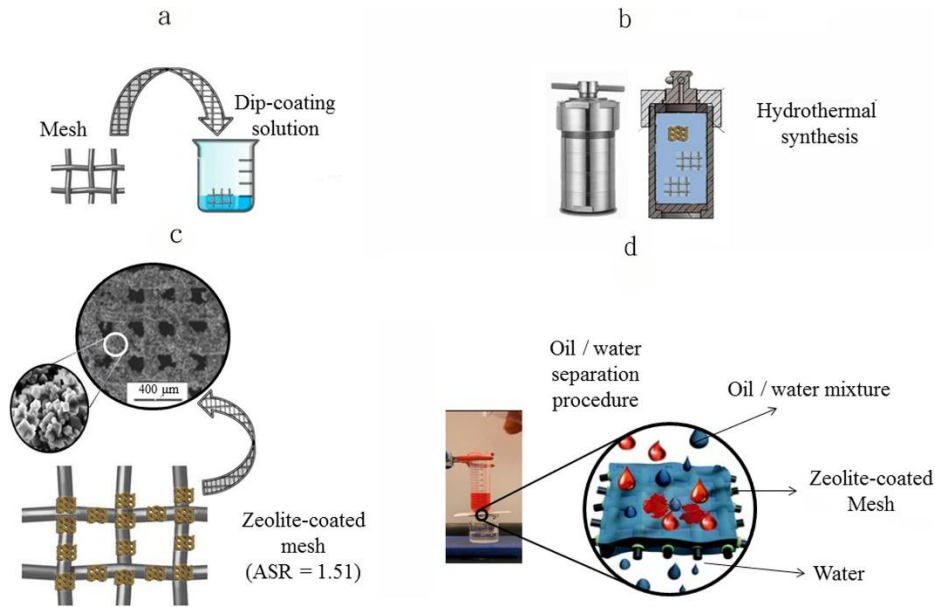 a
Mesh
Dip-coating
solution
b
Hydrothermal
synthesis
c
400 µm
Zeolite-coated
mesh
(ASR = 1.51)
d
Oil / water
separation
procedure
Oil / water mixture
Zeolite-coated
Mesh
Water